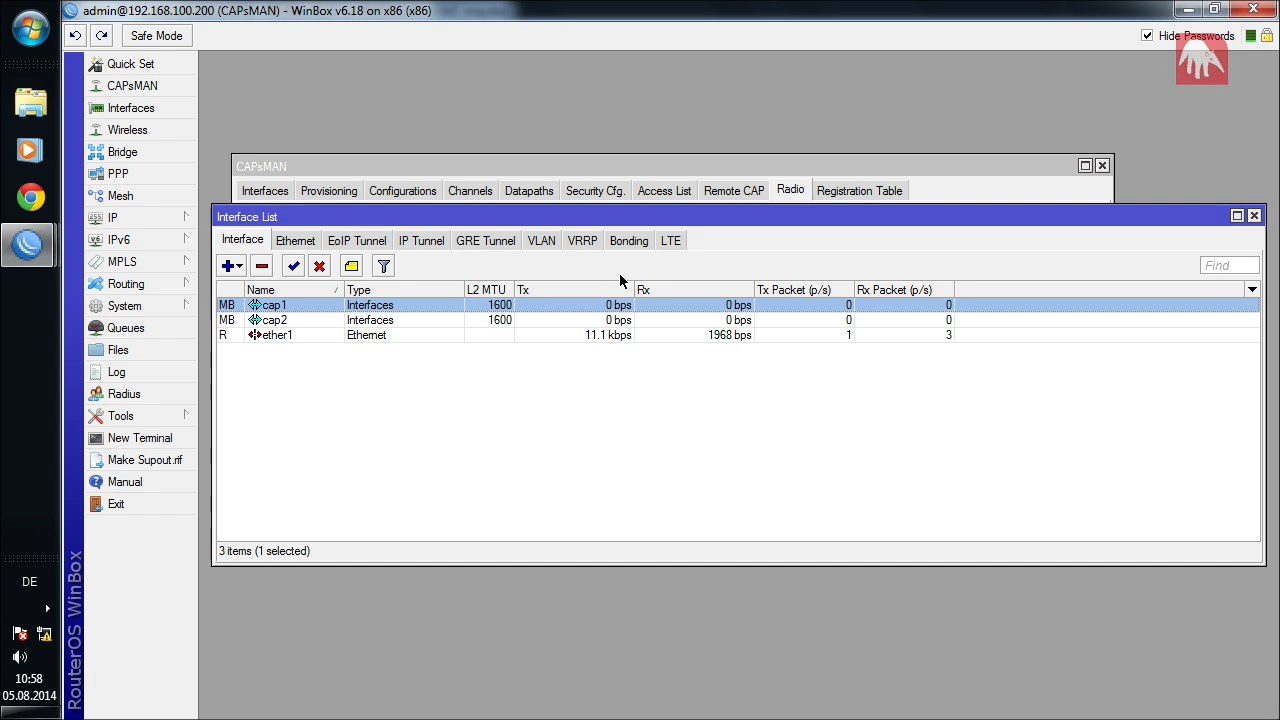 admin@192.168.100.200 (CAPsMAN) - WinBox v6.18 on x86 (x86)
Safe Mode
Hide Passwords
Quick Set
CAPsMAN
Interfaces
Wireless
Bridge
PPP
Mesh
IP
IPv6
MPLS
Routing
System
Queues
Files
Log
Radius
Tools
New Terminal
Make Supout.rif
Manual
Exit
RouterOS WinBox
CAPsMAN
Interfaces Provisioning Configurations Channels Datapaths Security Cfg. Access List Remote CAP Radio Registration Table
Interface List
Interface Ethernet EoIP Tunnel IP Tunnel GRE Tunnel VLAN VRRP Bonding LTE
Find
Name / Type L2 MTU Tx Rx Tx Packet (p/s) Rx Packet (p/s)
MB cap1 Interfaces 1600 0 bps 0 bps 0 0
MB cap2 Interfaces 1600 0 bps 0 bps 0 0
R ether1 Ethernet 11.1 kbps 1968 bps 1 3
3 items (1 selected)
DE
10:58
05.08.2014